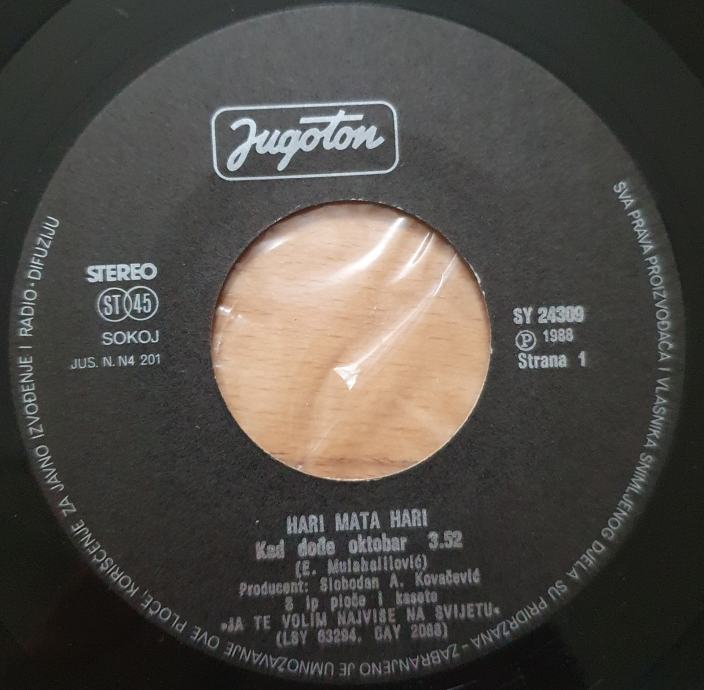 Jugoton
STEREO
ST 45
SOKOJ
JUS. N. N4 201
SY 24309
Ⓟ 1988
Strana 1
HARI MATA HARI
Kad dođe oktobar 3.52
(E. Mulahalilović)
Producent: Slobodan A. Kovačević
S lp ploče i kasete
»JA TE VOLIM NAJVIŠE NA SVIJETU«
(LSY 63294, CAY 2088)
SVA PRAVA PROIZVOĐAČA I VLASNIKA SNIMLJENOG DJELA SU PRIDRŽANA - ZABRANJENO JE UMNOŽAVANJE OVE PLOČE, KORIŠĆENJE ZA JAVNO IZVOĐENJE I RADIO-DIFUZIJU